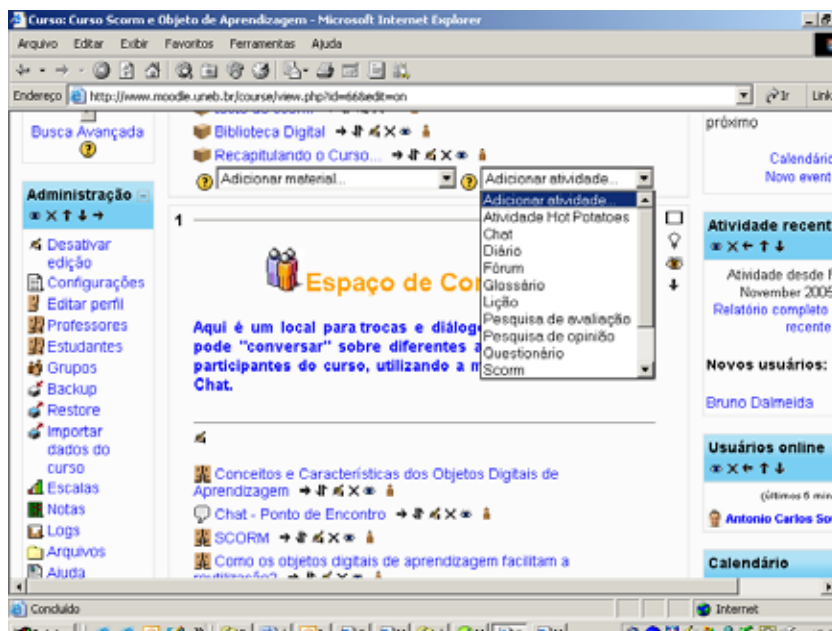 Curso: Curso Scorm e Objeto de Aprendizagem - Microsoft Internet Explorer
Arquivo Editar Exibir Favoritos Ferramentas Ajuda
Endereço http://www.moodle.uneb.br/course/view.php?id=66&edit=on
Ir Link
Busca Avançada
Administração
Desativar
edição
Configurações
Editar perfil
Professores
Estudantes
Grupos
Backup
Restore
Importar
dados do
curso
Escalas
Notas
Logs
Arquivos
Ajuda
Biblioteca Digital
Recapitulando o Curso...
Adicionar material...
Adicionar atividade...
Adicionar atividade...
Atividade Hot Potatoes
Chat
Diário
Fórum
Glossário
Lição
Pesquisa de avaliação
Pesquisa de opinião
Questionário
Scorm
1
Espaço de Co
Aqui é um local para trocas e diálog
pode "conversar" sobre diferentes a
participantes do curso, utilizando a m
Chat.
Conceitos e Características dos Objetos Digitais de
Aprendizagem
Chat - Ponto de Encontro
SCORM
Como os objetos digitais de aprendizagem facilitam a
reutilização?
próximo
Calendário
Novo event
Atividade recent
Atividade desde
November 2005
Relatório completo
recente
Novos usuários:
Bruno Dalmeida
Usuários online
(últimos 6 min
Antonio Carlos So
Calendário
Concluído
Internet